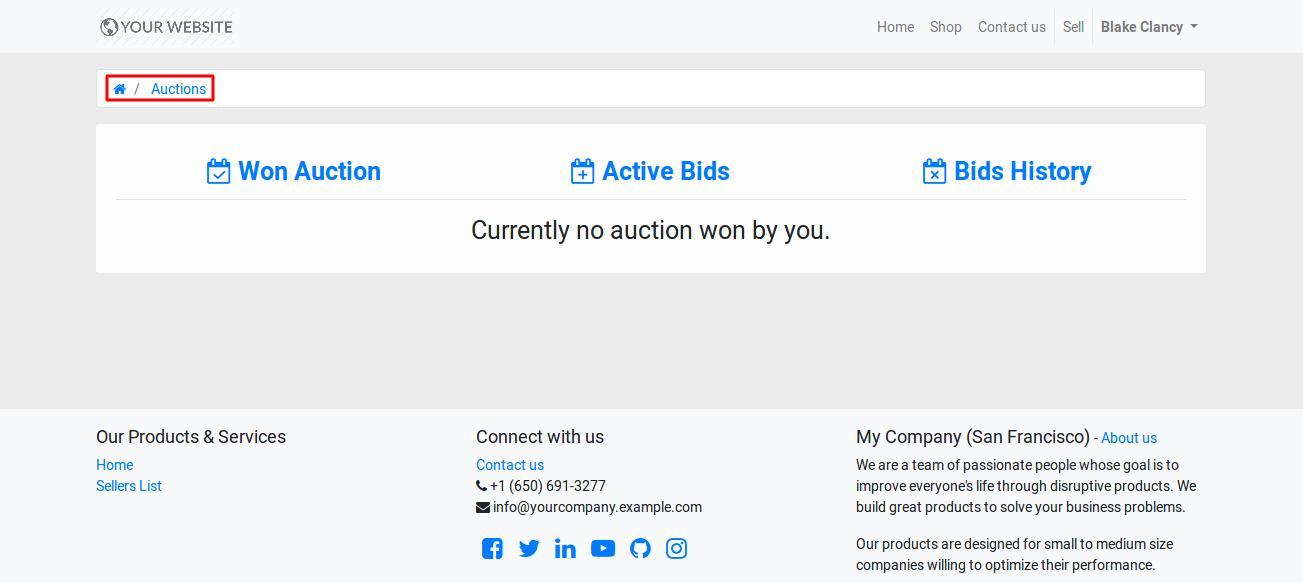 YOUR WEBSITE Home Shop Contact us Sell Blake Clancy
/ Auctions
Won Auction Active Bids Bids History
Currently no auction won by you.
Our Products & Services
Home
Sellers List
Connect with us
Contact us
+1 (650) 691-3277
info@yourcompany.example.com
My Company (San Francisco) - About us
We are a team of passionate people whose goal is to
improve everyone's life through disruptive products. We
build great products to solve your business problems.
Our products are designed for small to medium size
companies willing to optimize their performance.